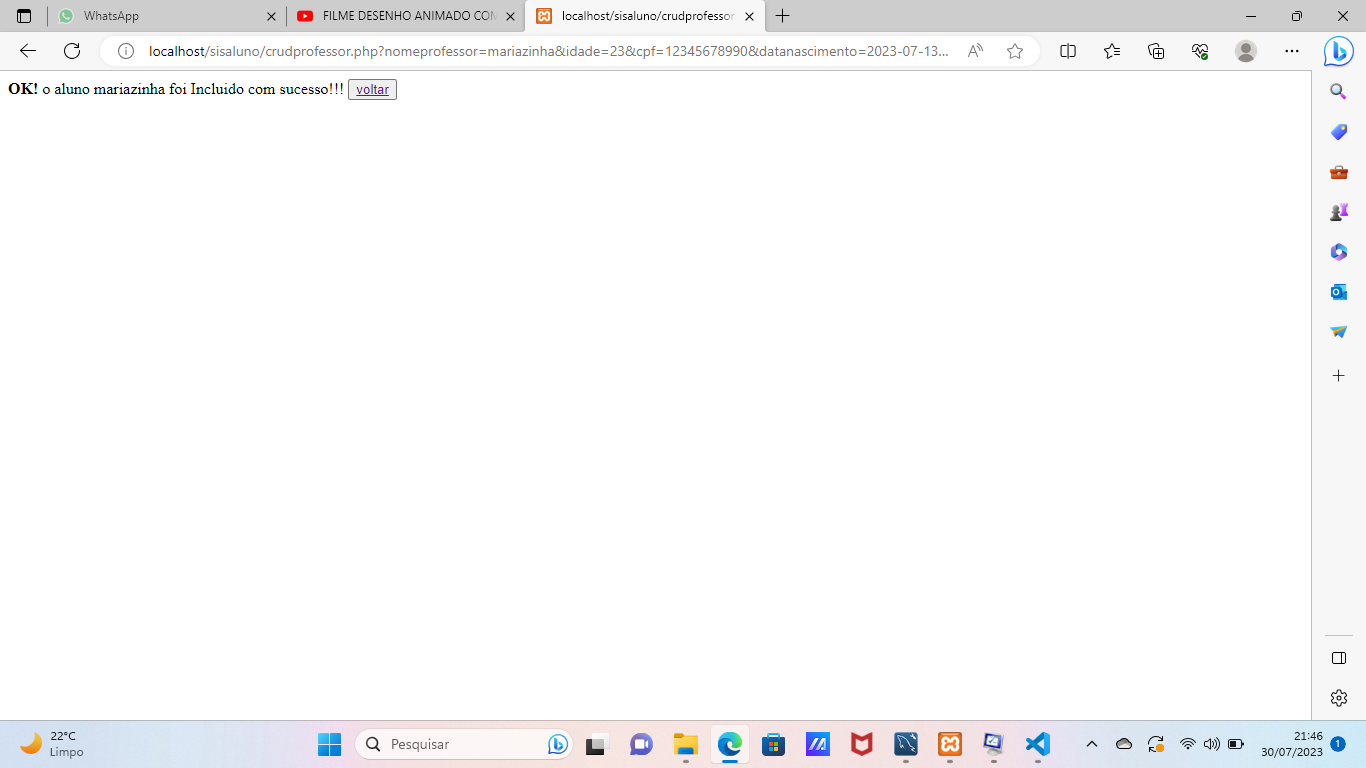 WhatsApp
FILME DESENHO ANIMADO COM
localhost/sisaluno/crudprofessor.
localhost/sisaluno/crudprofessor.php?nomeprofessor=mariazinha&idade=23&cpf=12345678990&datanascimento=2023-07-13...
OK! o aluno mariazinha foi Incluido com sucesso!!! voltar
22°C
Limpo
Pesquisar
21:46
30/07/2023
1